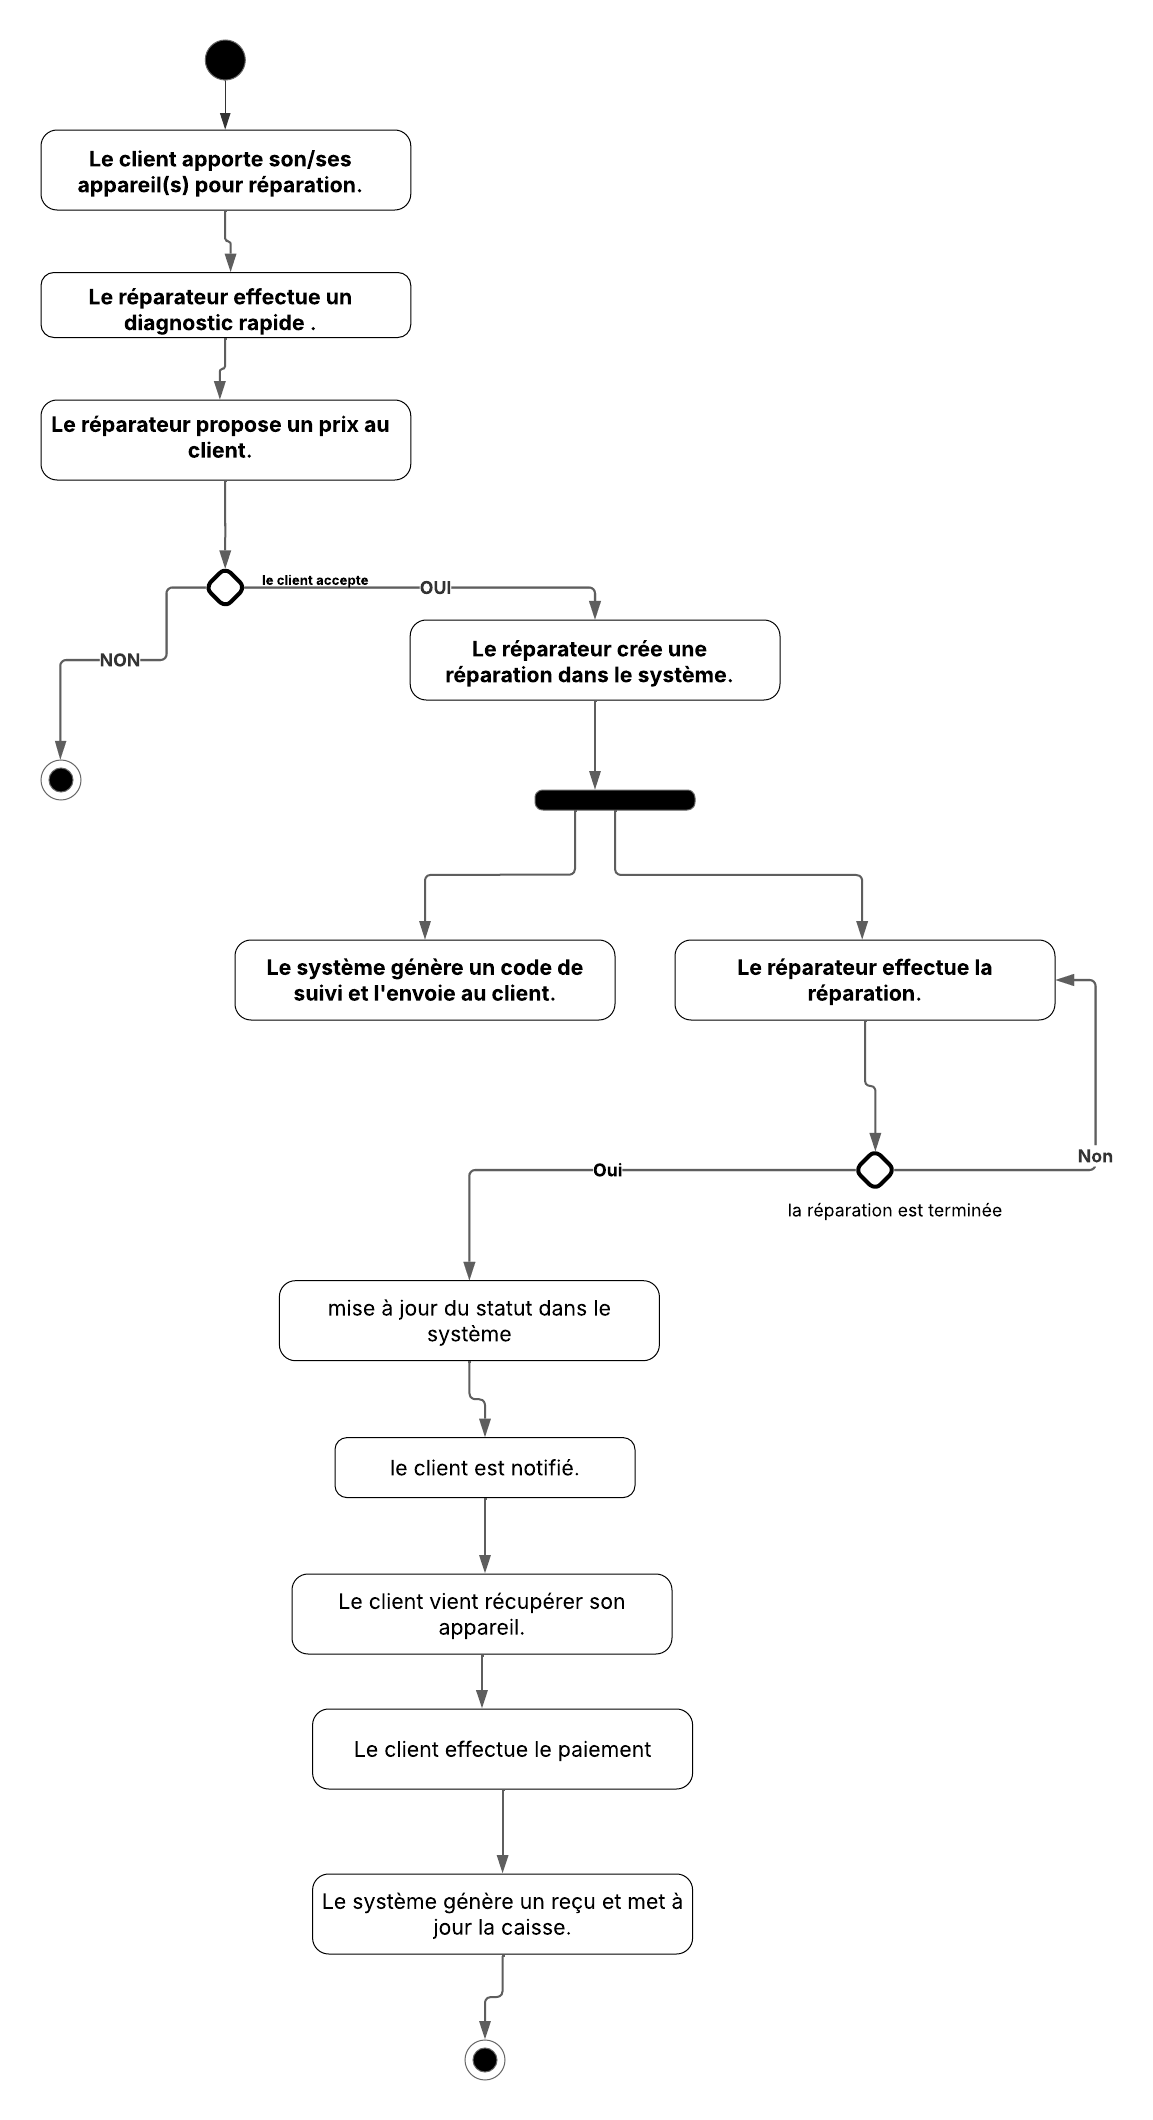 Le client apporte son/ses
appareil(s) pour réparation.
Le réparateur effectue un
diagnostic rapide .
Le réparateur propose un prix au
client.
le client accepte
OUI
NON
Le réparateur crée une
réparation dans le système.
Le système génère un code de
suivi et l'envoie au client.
Le réparateur effectue la
réparation.
Non
Oui
la réparation est terminée
mise à jour du statut dans le
système
le client est notifié.
Le client vient récupérer son
appareil.
Le client effectue le paiement
Le système génère un reçu et met à
jour la caisse.